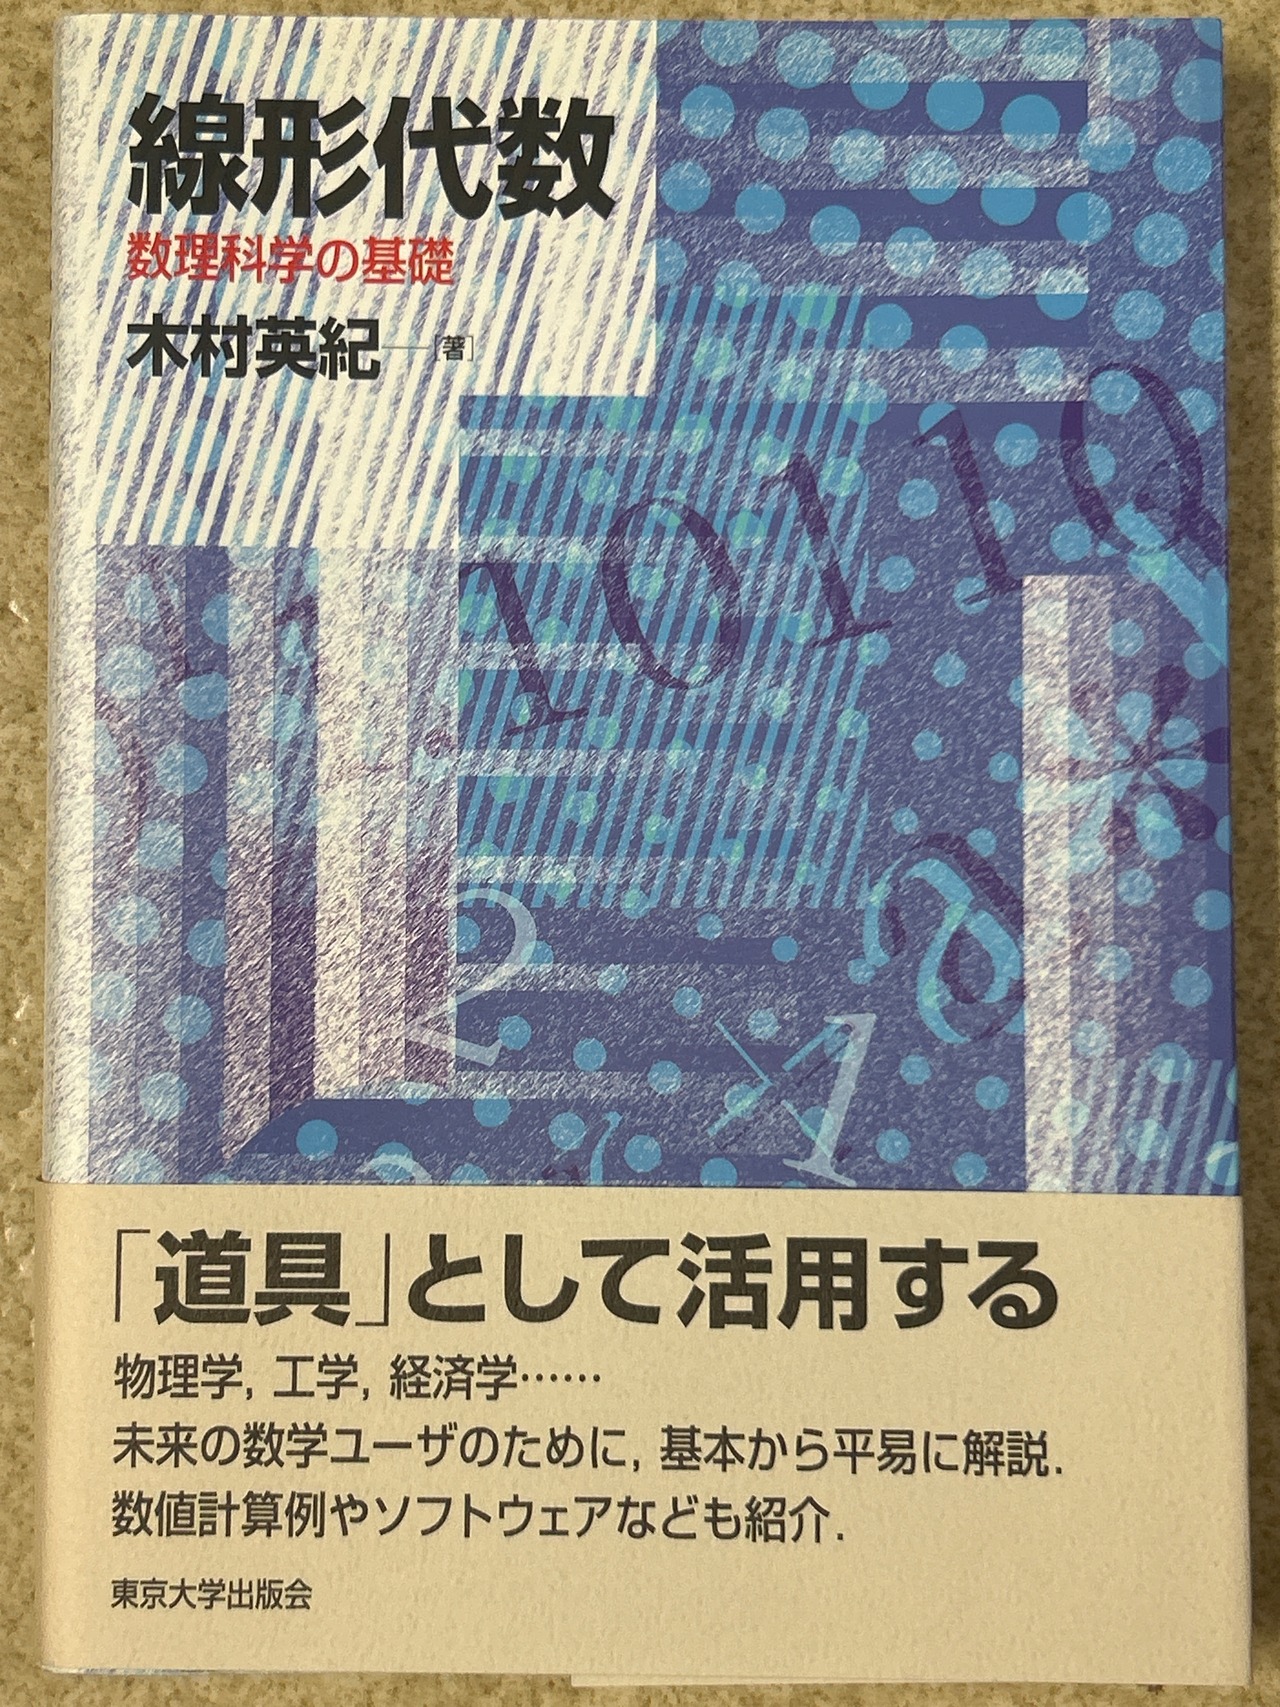 線形代数
数理科学の基礎
木村英紀—[著]
10110
*
a
2
×1
「道具」として活用する
物理学, 工学, 経済学……
未来の数学ユーザのために, 基本から平易に解説.
数値計算例やソフトウェアなども紹介.
東京大学出版会